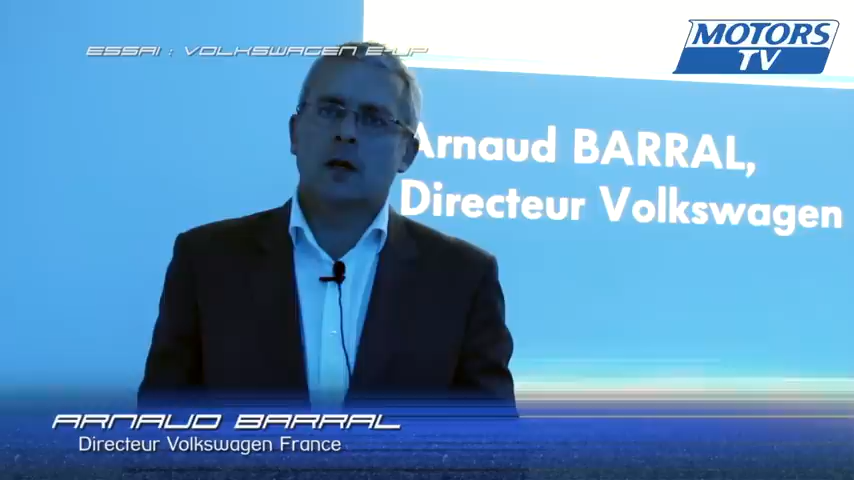 ESSAI : VOLKSWAGEN E-UP
MOTORS
TV
Arnaud BARRAL,
Directeur Volkswagen
ARNAUD BARRAL
Directeur Volkswagen France